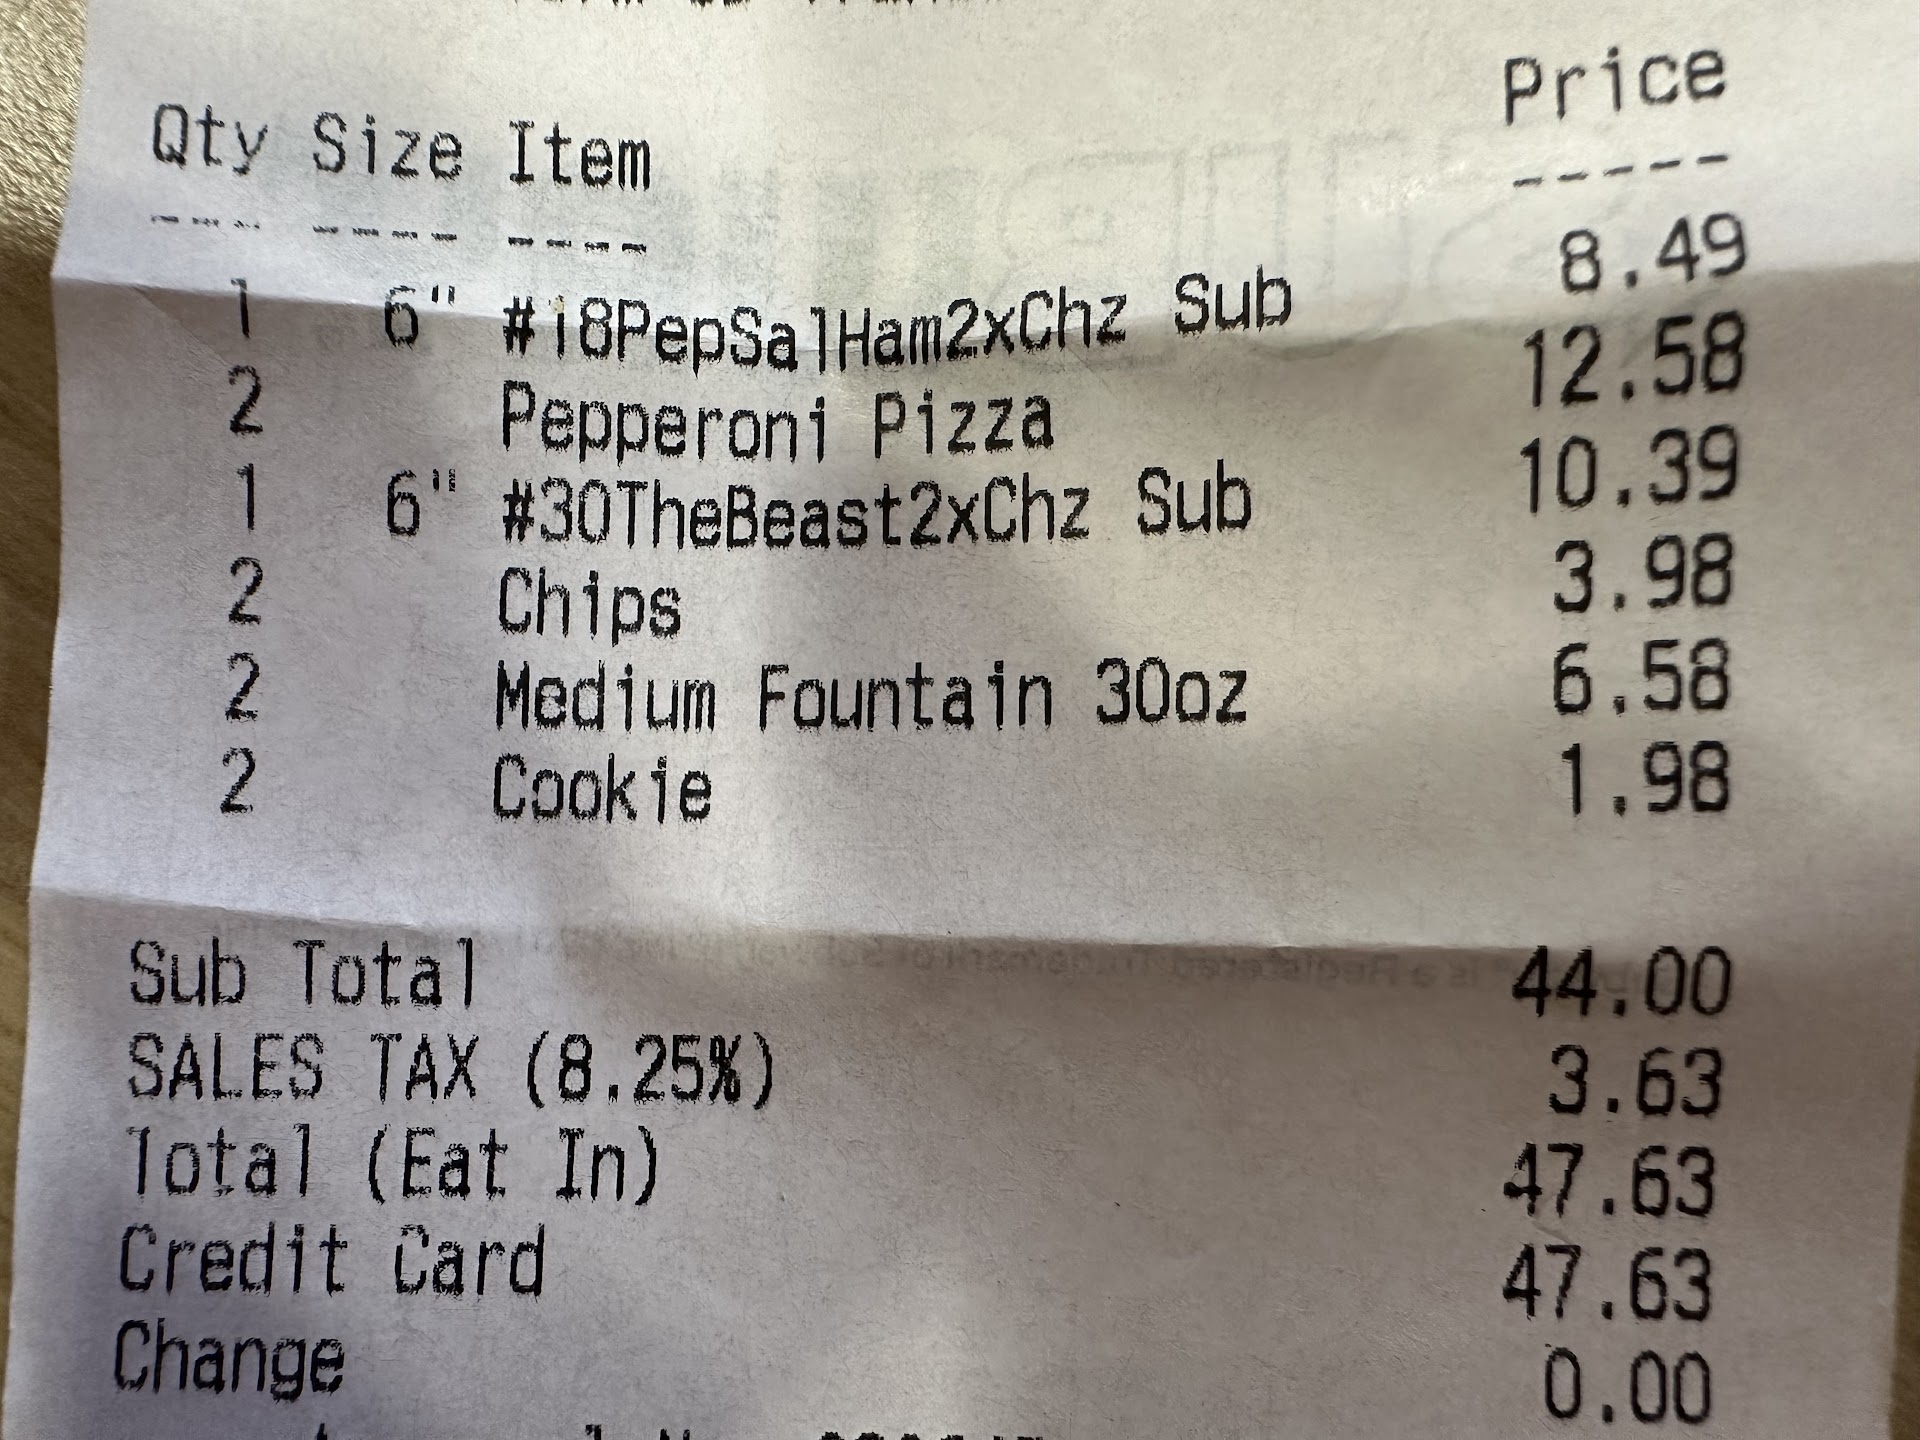 Price
Qty Size Item
---- ---- ---- -----
1 6" #18PepSalHam2xChz Sub 8.49
2 Pepperoni Pizza 12.58
1 6" #30TheBeast2xChz Sub 10.39
2 Chips 3.98
2 Medium Fountain 30oz 6.58
2 Cookie 1.98
Sub Total 44.00
SALES TAX (8.25%) 3.63
Total (Eat In) 47.63
Credit Card 47.63
Change 0.00